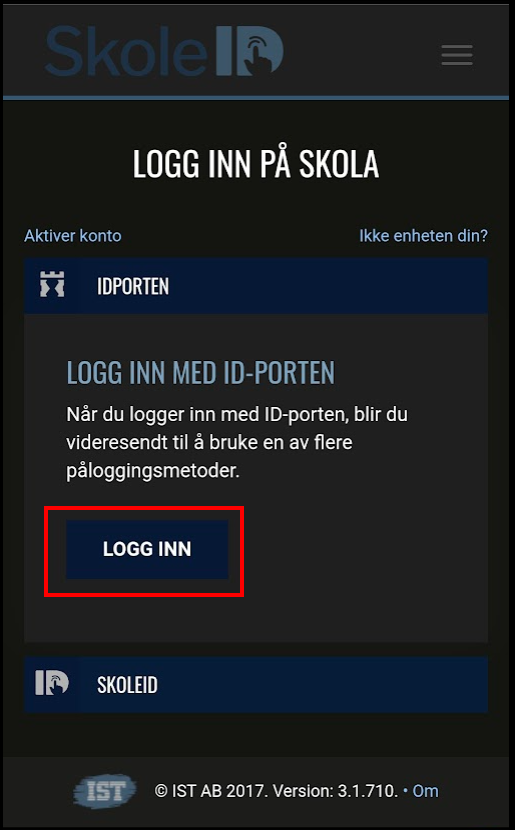 SkoleID
LOGG INN PÅ SKOLA
Aktiver konto
Ikke enheten din?
IDPORTEN
LOGG INN MED ID-PORTEN
Når du logger inn med ID-porten, blir du
videresendt til å bruke en av flere
påloggingsmetoder.
LOGG INN
ID
SKOLEID
IST
© IST AB 2017. Version: 3.1.710. • Om